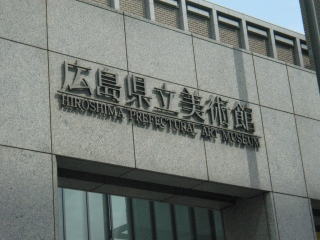 広島県立美術館
HIROSHIMA PREFECTURAL ART MUSEUM